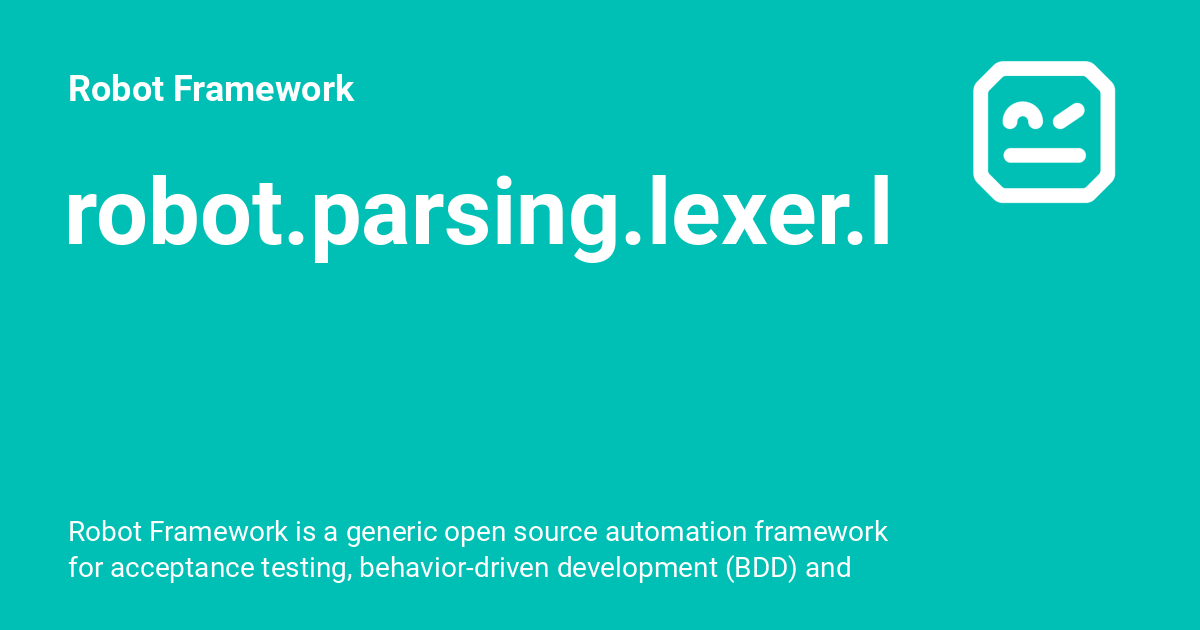 Robot Framework
robot.parsing.lexer.l
Robot Framework is a generic open source automation framework
for acceptance testing, behavior-driven development (BDD) and